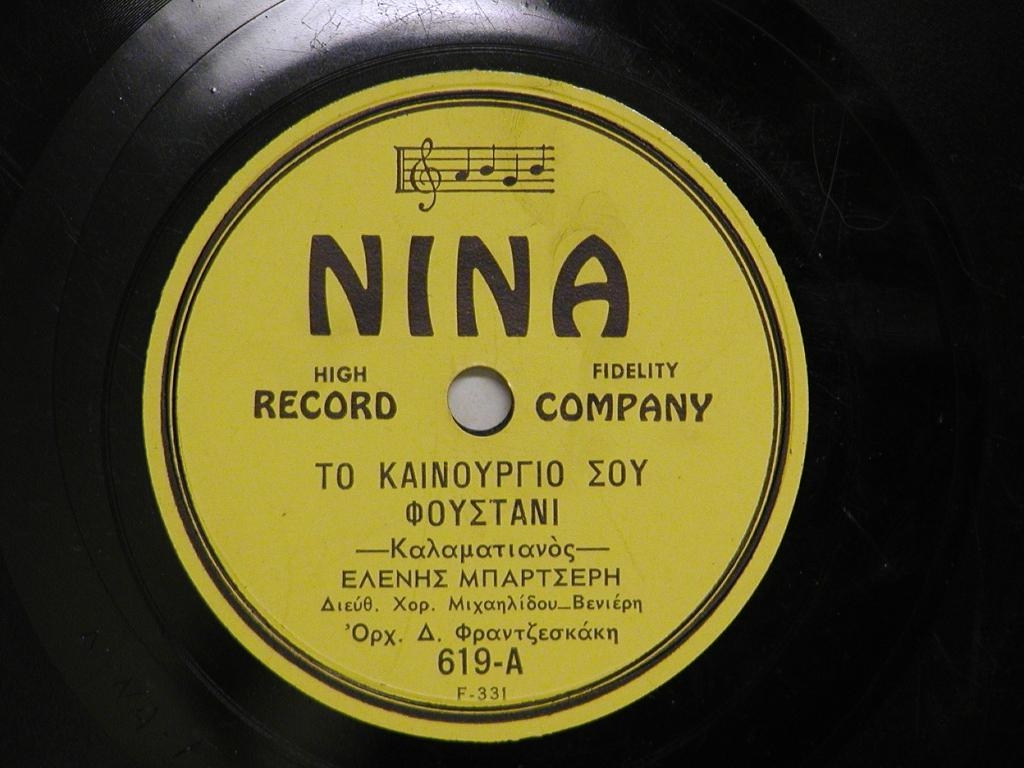 NINA
HIGH FIDELITY
RECORD COMPANY
ΤΟ ΚΑΙΝΟΥΡΓΙΟ ΣΟΥ
ΦΟΥΣΤΑΝΙ
—Καλαματιανὸς—
ΕΛΕΝΗΣ ΜΠΑΡΤΣΕΡΗ
Διεύθ. Χορ. Μιχαηλίδου_Βενιέρη
Ὀρχ. Δ. Φραντζεσκάκη
619-A
F-331